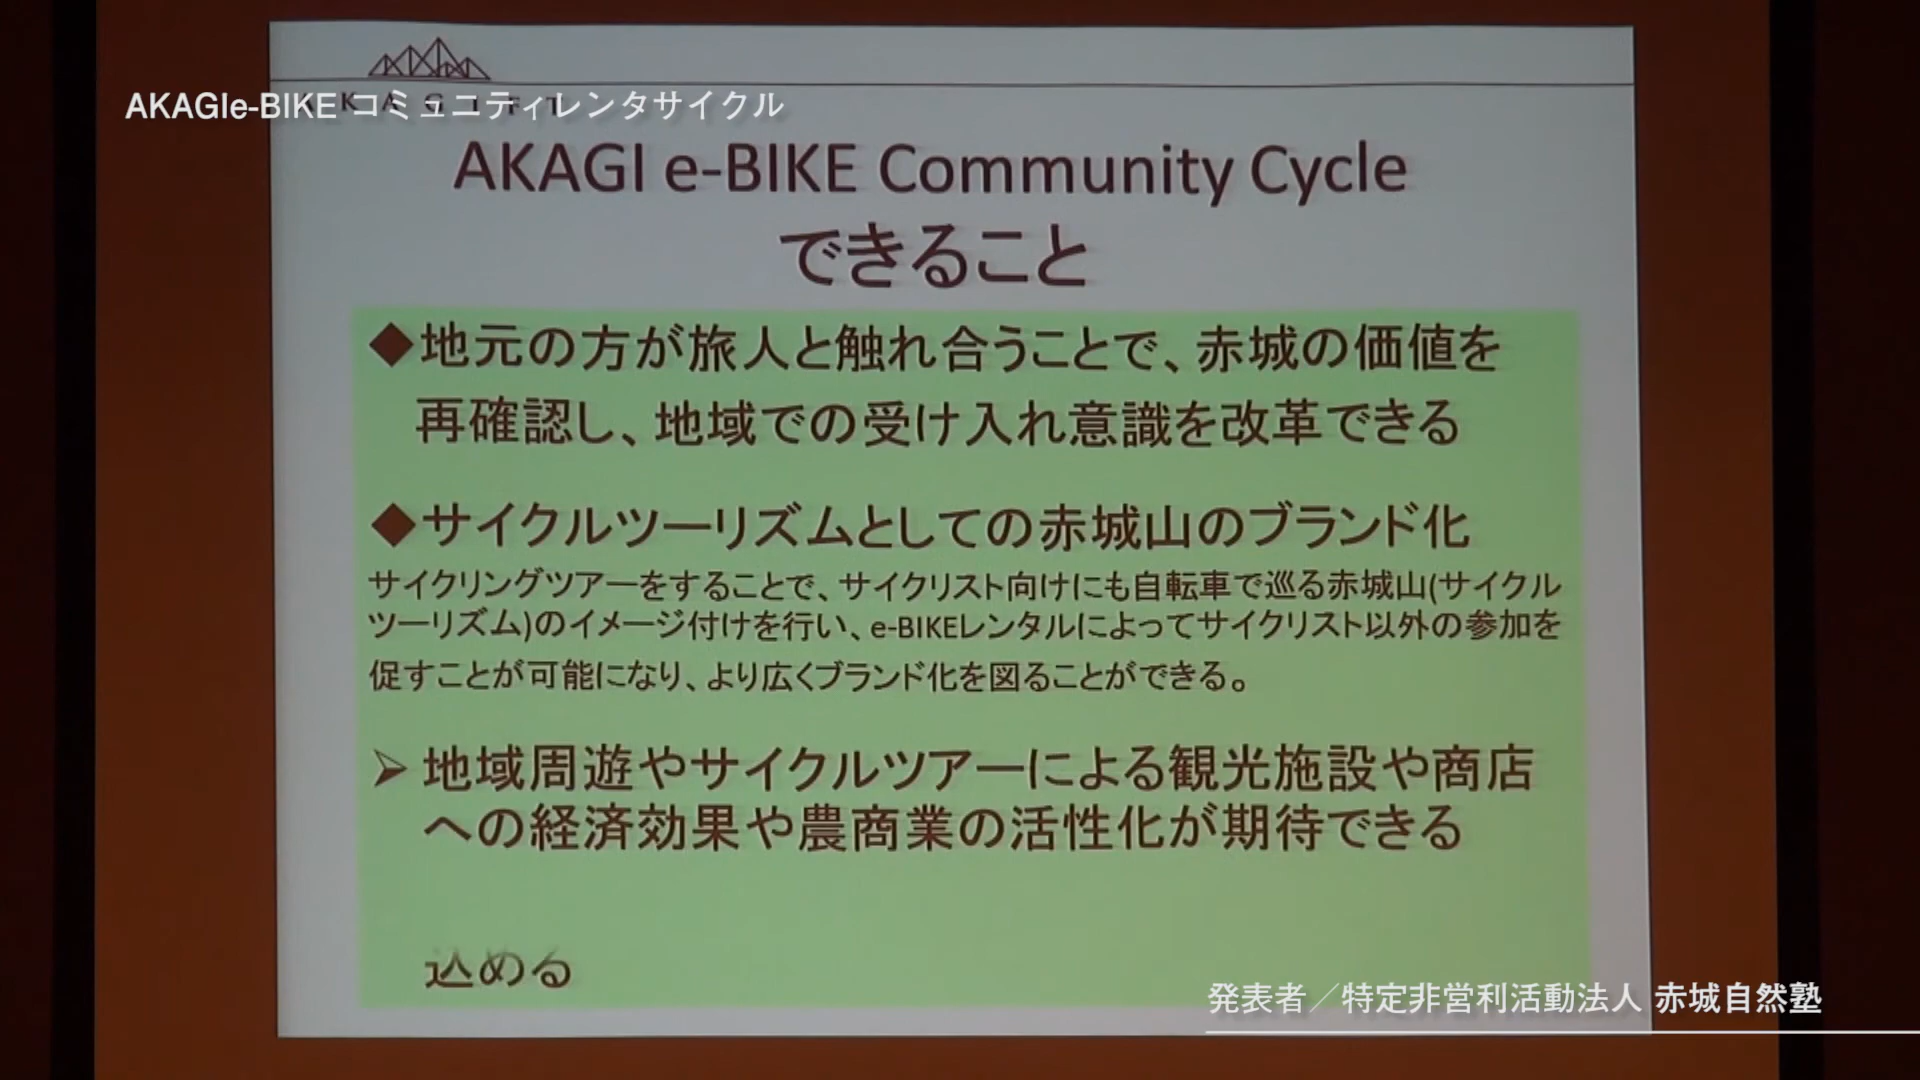 AKAGIe-BIKE コミュニティレンタサイクル
AKAGI e-BIKE Community Cycle
できること
◆地元の方が旅人と触れ合うことで、赤城の価値を
再確認し、地域での受け入れ意識を改革できる
◆サイクルツーリズムとしての赤城山のブランド化
サイクリングツアーをすることで、サイクリスト向けにも自転車で巡る赤城山(サイクル
ツーリズム)のイメージ付けを行い、e-BIKEレンタルによってサイクリスト以外の参加を
促すことが可能になり、より広くブランド化を図ることができる。
➢ 地域周遊やサイクルツアーによる観光施設や商店
への経済効果や農商業の活性化が期待できる
込める
発表者／特定非営利活動法人 赤城自然塾